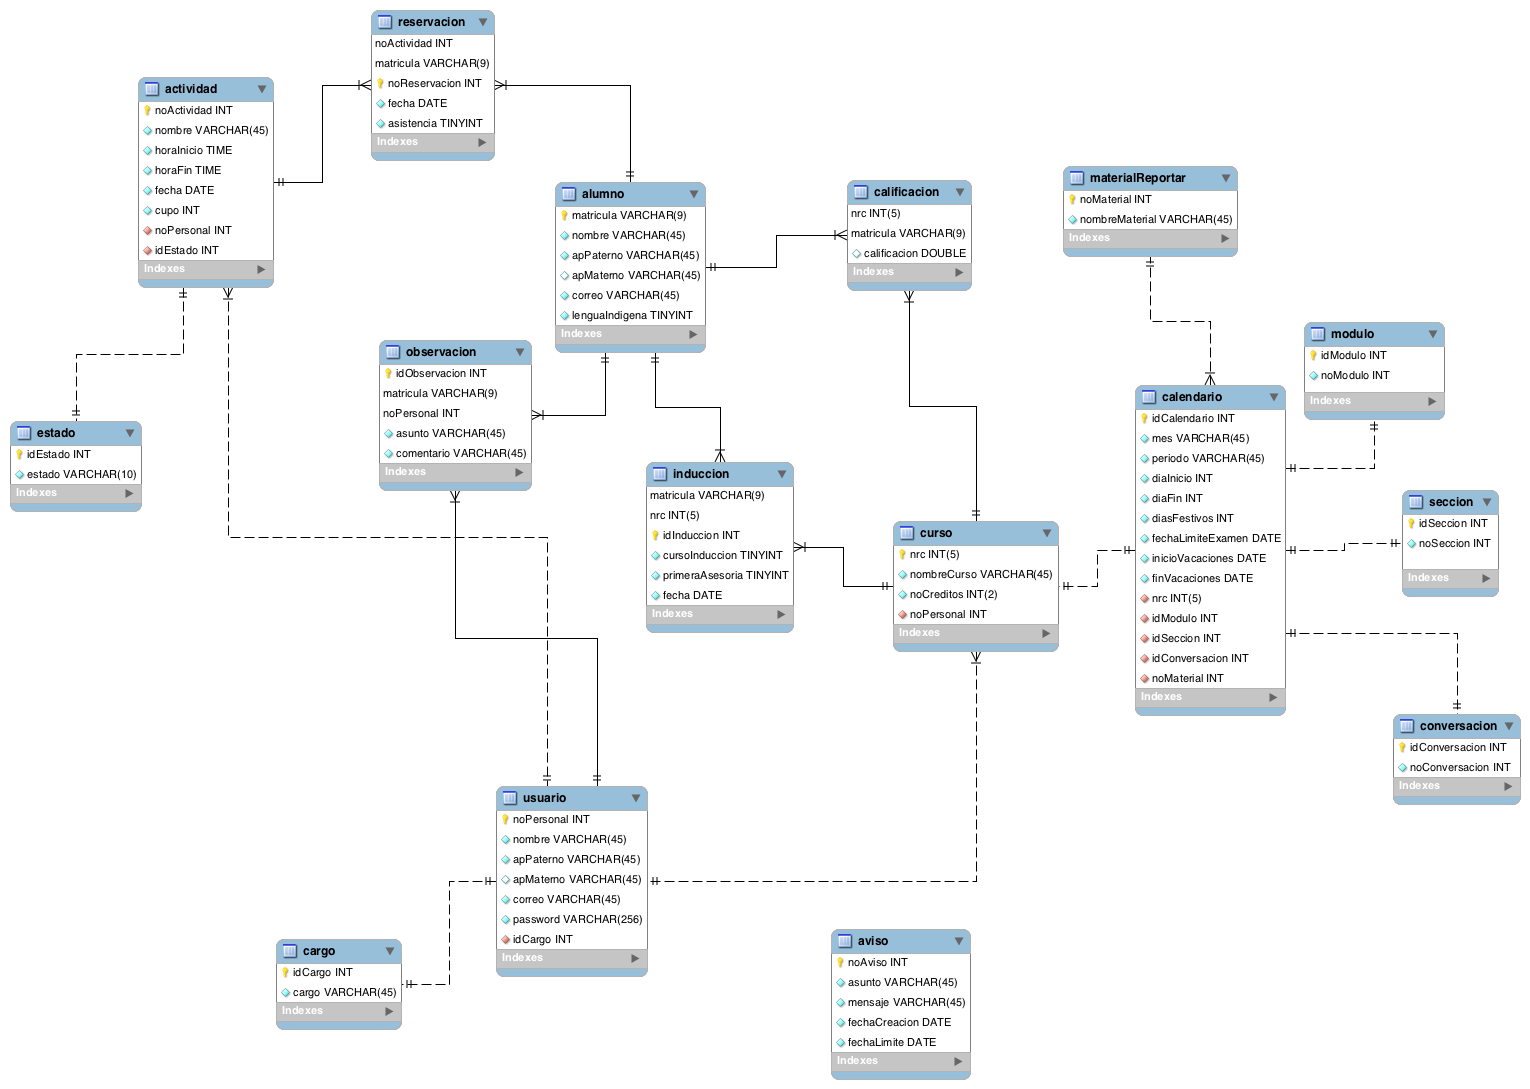 reservacion
noActividad INT
matricula VARCHAR(9)
noReservacion INT
fecha DATE
asistencia TINYINT
Indexes
actividad
noActividad INT
nombre VARCHAR(45)
horaInicio TIME
horaFin TIME
fecha DATE
cupo INT
noPersonal INT
idEstado INT
Indexes
alumno
matricula VARCHAR(9)
nombre VARCHAR(45)
apPaterno VARCHAR(45)
apMaterno VARCHAR(45)
correo VARCHAR(45)
lenguaIndigena TINYINT
Indexes
calificacion
nrc INT(5)
matricula VARCHAR(9)
calificacion DOUBLE
Indexes
materialReportar
noMaterial INT
nombreMaterial VARCHAR(45)
Indexes
modulo
idModulo INT
noModulo INT
Indexes
observacion
idObservacion INT
matricula VARCHAR(9)
noPersonal INT
asunto VARCHAR(45)
comentario VARCHAR(45)
Indexes
calendario
idCalendario INT
mes VARCHAR(45)
periodo VARCHAR(45)
diaInicio INT
diaFin INT
diasFestivos INT
fechaLimiteExamen DATE
inicioVacaciones DATE
finVacaciones DATE
nrc INT(5)
idModulo INT
idSeccion INT
idConversacion INT
noMaterial INT
Indexes
estado
idEstado INT
estado VARCHAR(10)
Indexes
induccion
matricula VARCHAR(9)
nrc INT(5)
idInduccion INT
cursoInduccion TINYINT
primeraAsesoria TINYINT
fecha DATE
Indexes
seccion
idSeccion INT
noSeccion INT
Indexes
curso
nrc INT(5)
nombreCurso VARCHAR(45)
noCreditos INT(2)
noPersonal INT
Indexes
conversacion
idConversacion INT
noConversacion INT
Indexes
usuario
noPersonal INT
nombre VARCHAR(45)
apPaterno VARCHAR(45)
apMaterno VARCHAR(45)
correo VARCHAR(45)
password VARCHAR(256)
idCargo INT
Indexes
cargo
idCargo INT
cargo VARCHAR(45)
Indexes
aviso
noAviso INT
asunto VARCHAR(45)
mensaje VARCHAR(45)
fechaCreacion DATE
fechaLimite DATE
Indexes